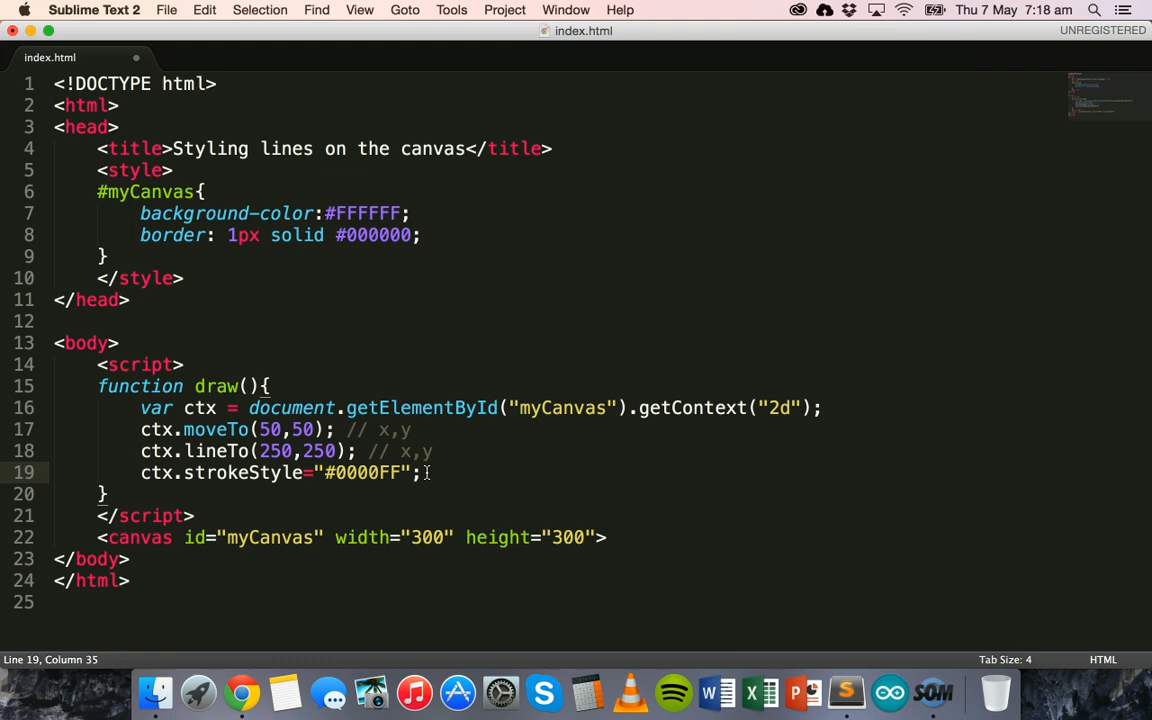 Sublime Text 2 File Edit Selection Find View Goto Tools Project Window Help Thu 7 May 7:18 am
index.html UNREGISTERED
index.html
1 <!DOCTYPE html>
2 <html>
3 <head>
4 <title>Styling lines on the canvas</title>
5 <style>
6 #myCanvas{
7 background-color:#FFFFFF;
8 border: 1px solid #000000;
9 }
10 </style>
11 </head>
12
13 <body>
14 <script>
15 function draw(){
16 var ctx = document.getElementById("myCanvas").getContext("2d");
17 ctx.moveTo(50,50); // x,y
18 ctx.lineTo(250,250); // x,y
19 ctx.strokeStyle="#0000FF";
20 }
21 </script>
22 <canvas id="myCanvas" width="300" height="300">
23 </body>
24 </html>
25
Line 19, Column 35 Tab Size: 4 HTML
SOM